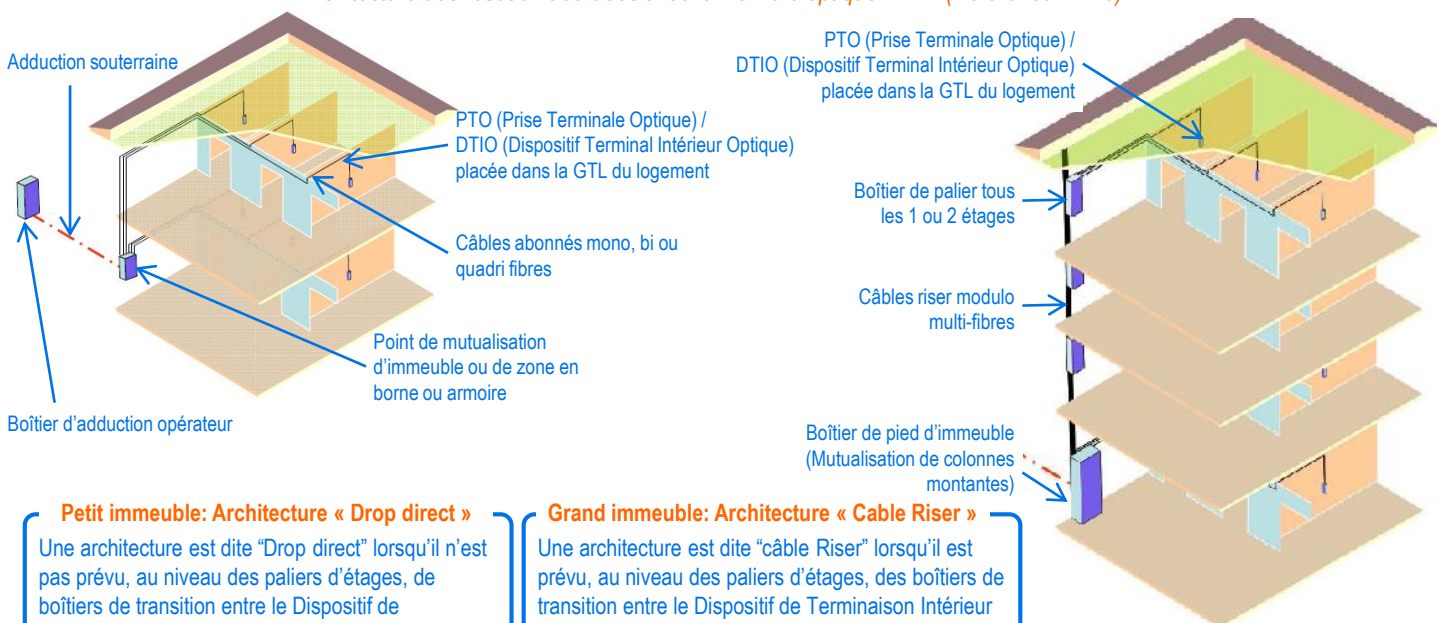 Adduction souterraine
PTO (Prise Terminale Optique) /
DTIO (Dispositif Terminal Intérieur Optique)
placée dans la GTL du logement
Câbles abonnés mono, bi ou
quadri fibres
Point de mutualisation
d’immeuble ou de zone en
borne ou armoire
Boîtier d’adduction opérateur
PTO (Prise Terminale Optique) /
DTIO (Dispositif Terminal Intérieur Optique)
placée dans la GTL du logement
Boîtier de palier tous
les 1 ou 2 étages
Câbles riser modulo
multi-fibres
Boîtier de pied d’immeuble
(Mutualisation de colonnes
montantes)
Petit immeuble: Architecture « Drop direct »
Une architecture est dite “Drop direct” lorsqu’il n’est
pas prévu, au niveau des paliers d’étages, de
boîtiers de transition entre le Dispositif de
Grand immeuble: Architecture « Cable Riser »
Une architecture est dite “câble Riser” lorsqu’il est
prévu, au niveau des paliers d’étages, des boîtiers de
transition entre le Dispositif de Terminaison Intérieur